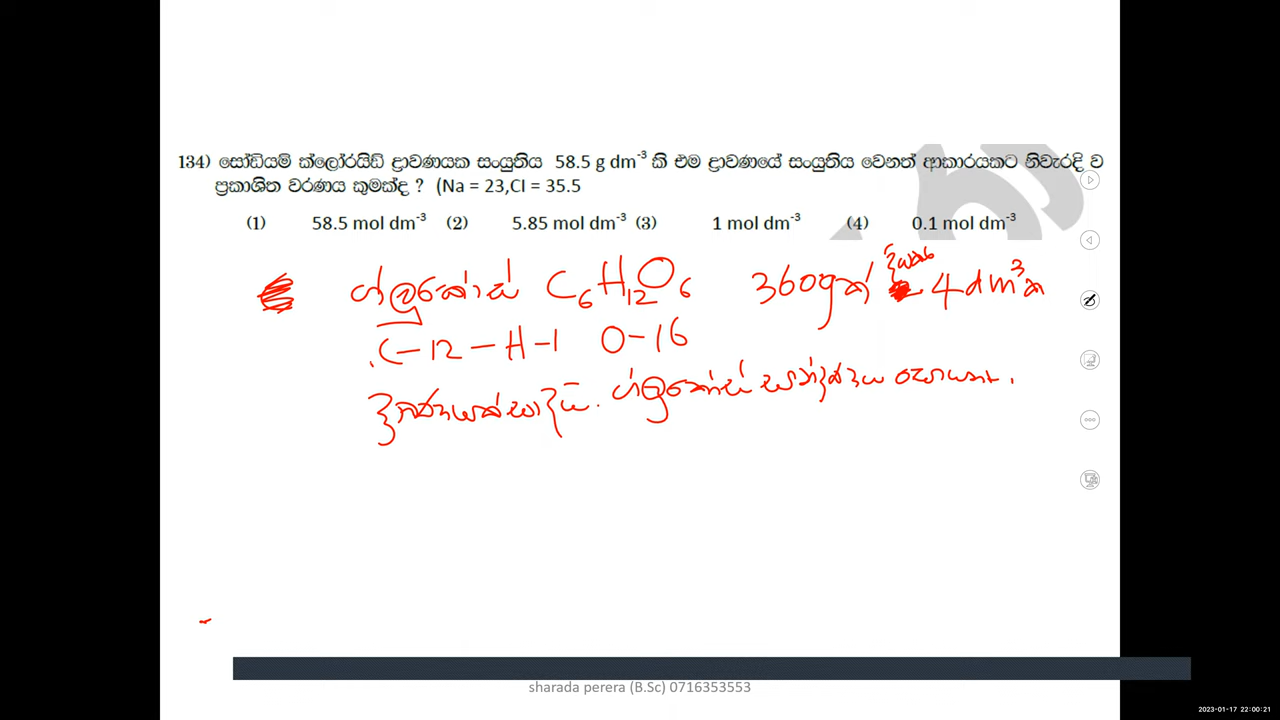 134) සෝඩියම් ක්ලෝරයිඩ් ද්‍රාවණයක සංයුතිය 58.5 g dm⁻³ කි එම ද්‍රාවණයේ සංයුතිය වෙනත් ආකාරයකට නිවැරදි ව
ප්‍රකාශිත වරණය කුමක්ද ? (Na = 23,Cl = 35.5
(1) 58.5 mol dm⁻³ (2) 5.85 mol dm⁻³ (3) 1 mol dm⁻³ (4) 0.1 mol dm⁻³
ග්ලූකෝස් C₆H₁₂O₆ 360gක් 4dm³ක
C-12 - H-1 O-16
ග්ලූකෝස් සාන්ද්‍රණය සොයන්න.
sharada perera (B.Sc) 0716353553
2023-01-17 22:00:21